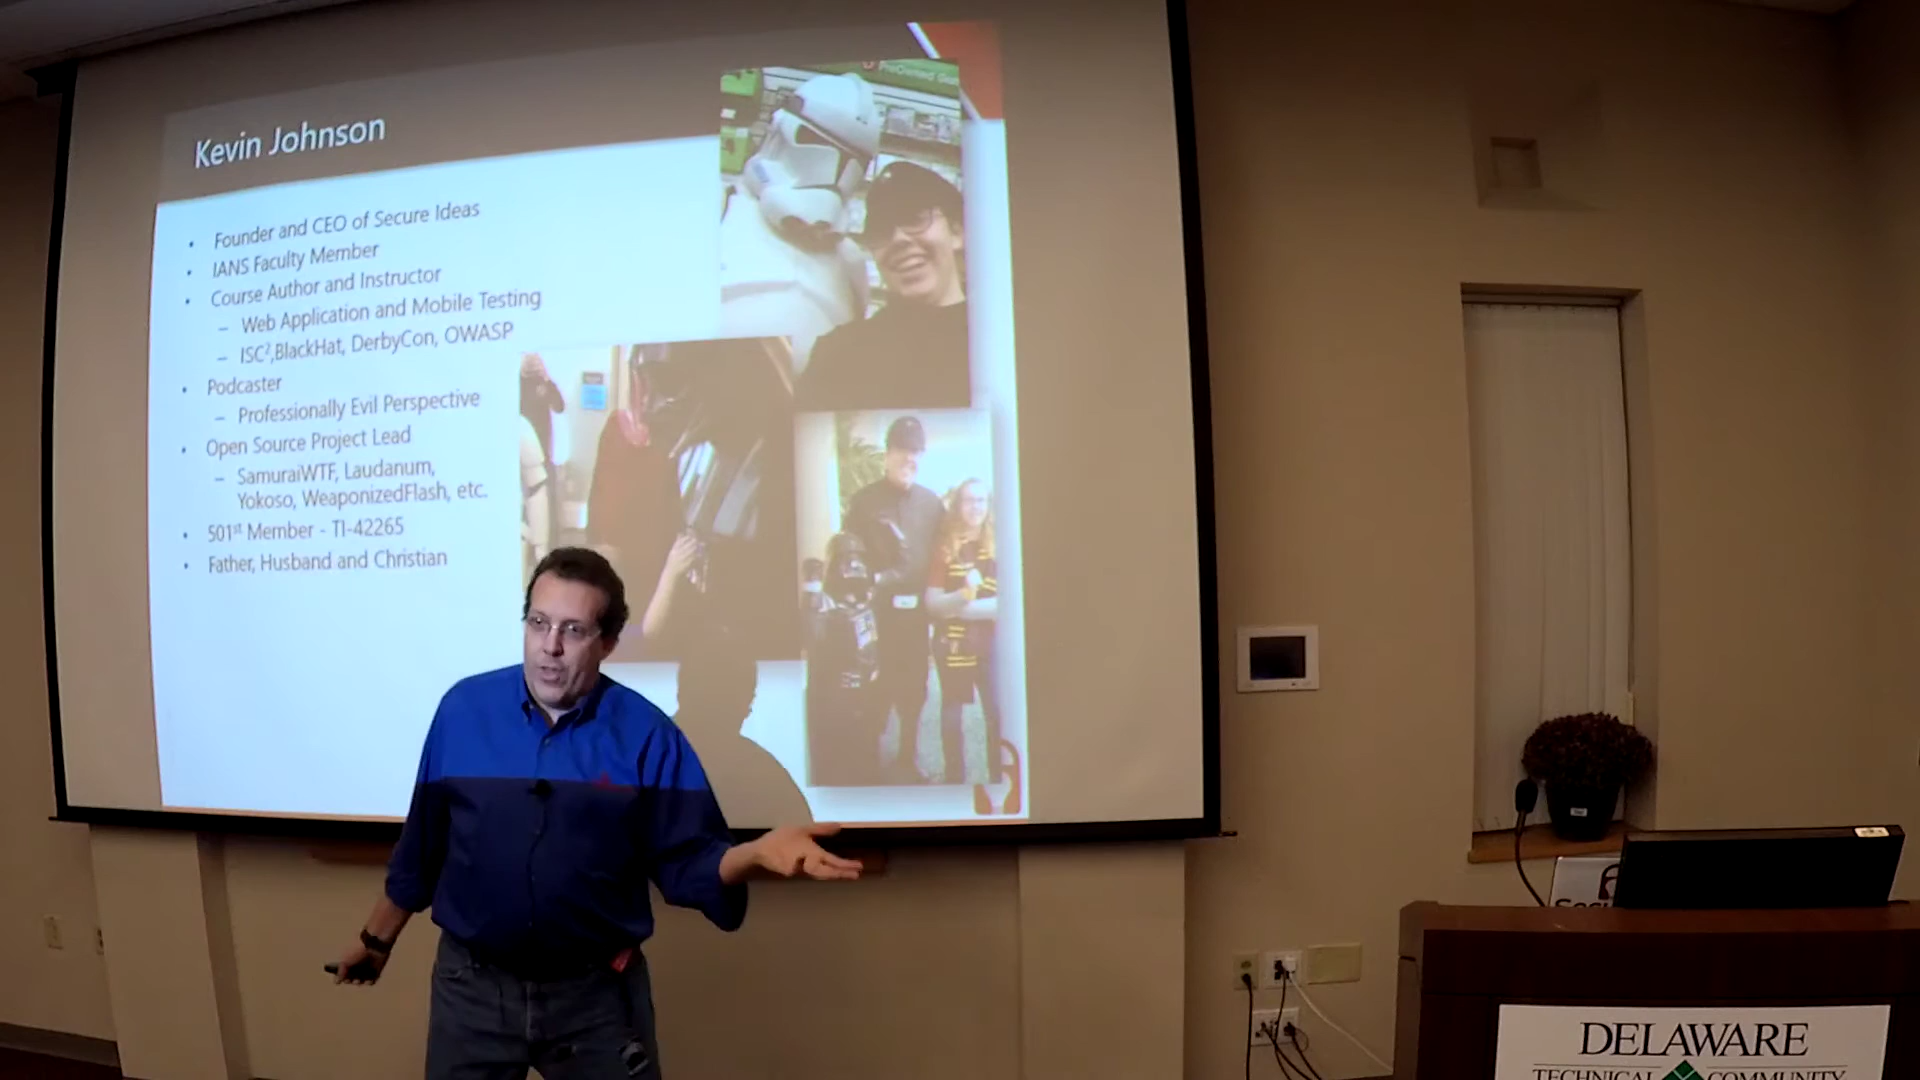 Kevin Johnson
• Founder and CEO of Secure Ideas
• IANS Faculty Member
• Course Author and Instructor
– Web Application and Mobile Testing
– ISC²,BlackHat, DerbyCon, OWASP
• Podcaster
– Professionally Evil Perspective
• Open Source Project Lead
– SamuraiWTF, Laudanum,
Yokoso, WeaponizedFlash, etc.
• 501st Member - TI-42265
• Father, Husband and Christian
DELAWARE
TECHNICAL COMMUNITY